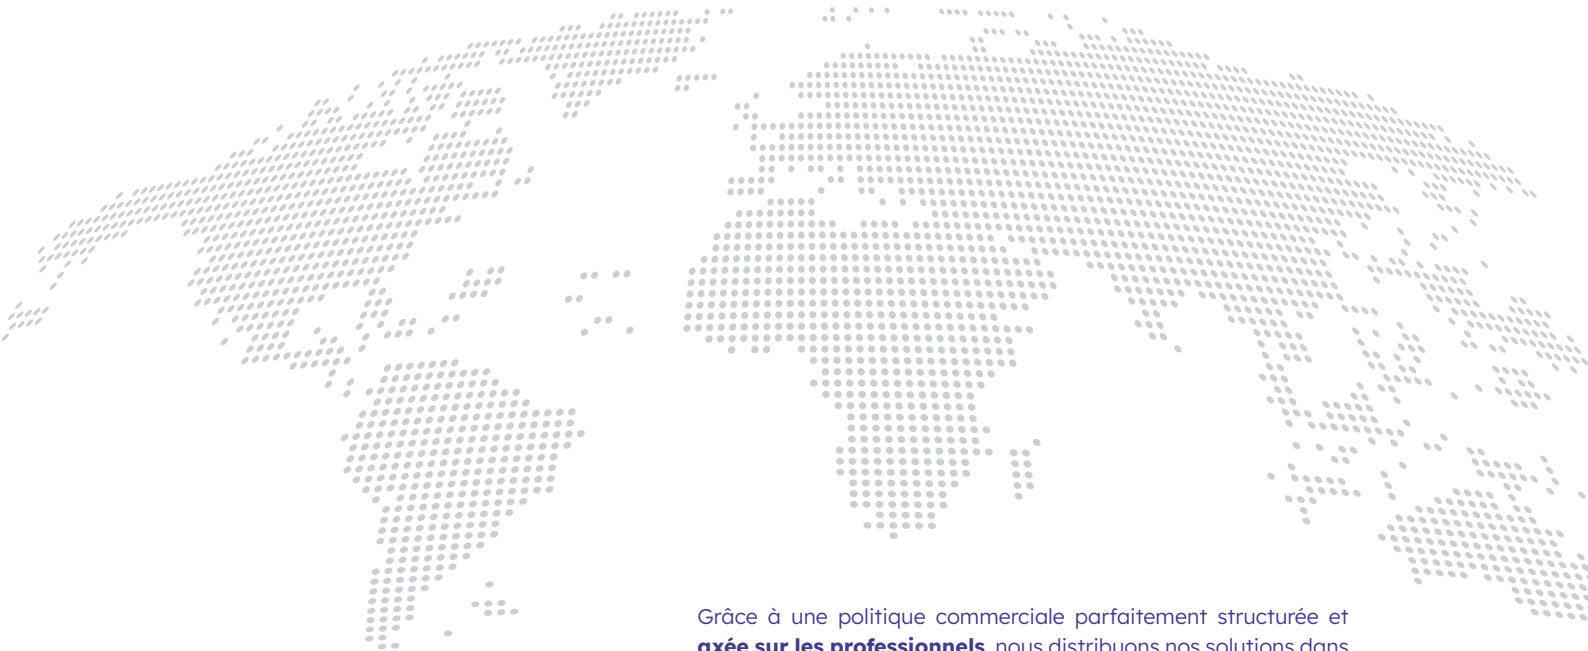 Grâce à une politique commerciale parfaitement structurée et
axée sur les professionnels, nous distribuons nos solutions dans